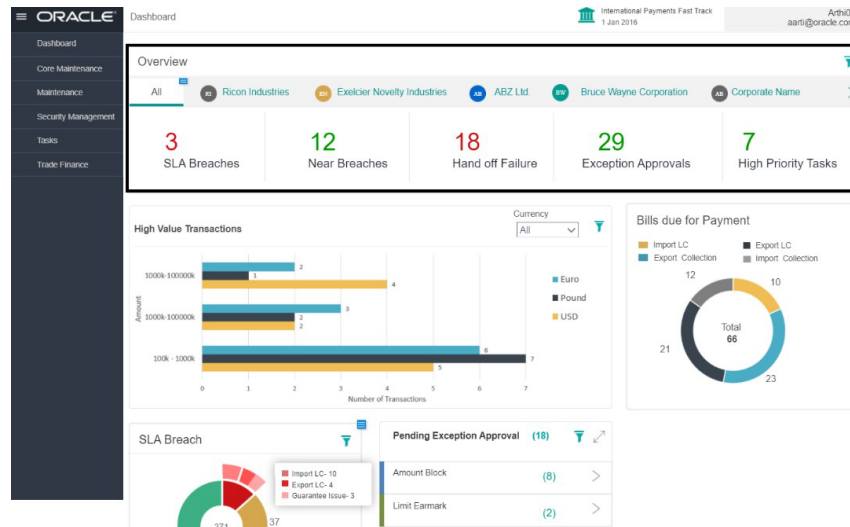 ORACLE
Dashboard
International Payments Fast Track
1 Jan 2016
aarti@oracle.co
Dashboard
Core Maintenance
Maintenance
Security Management
Tasks
Trade Finance
Overview
All
RI Ricon Industries
EN Exelcier Novelty Industries
AB ABZ Ltd.
BW Bruce Wayne Corporation
AB Corporate Name
3
SLA Breaches
12
Near Breaches
18
Hand off Failure
29
Exception Approvals
7
High Priority Tasks
High Value Transactions
Currency
All
Amount
1000k-100000k
2
1
4
1000k-100000k
3
2
2
100k - 1000k
6
7
5
0 1 2 3 4 5 6 7
Number of Transactions
Euro
Pound
USD
Bills due for Payment
Import LC
Export LC
Export Collection
Import Collection
12
10
21
23
Total
66
SLA Breach
Import LC- 10
Export LC- 4
Guarantee Issue- 3
37
Pending Exception Approval (18)
Amount Block (8)
Limit Earmark (2)